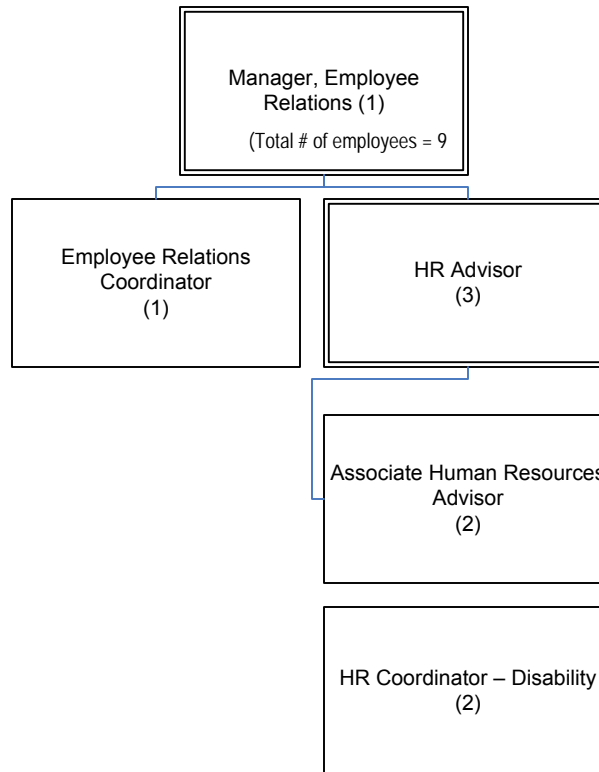 Manager, Employee
Relations (1)
(Total # of employees = 9
Employee Relations
Coordinator
(1)
HR Advisor
(3)
Associate Human Resources
Advisor
(2)
HR Coordinator – Disability
(2)